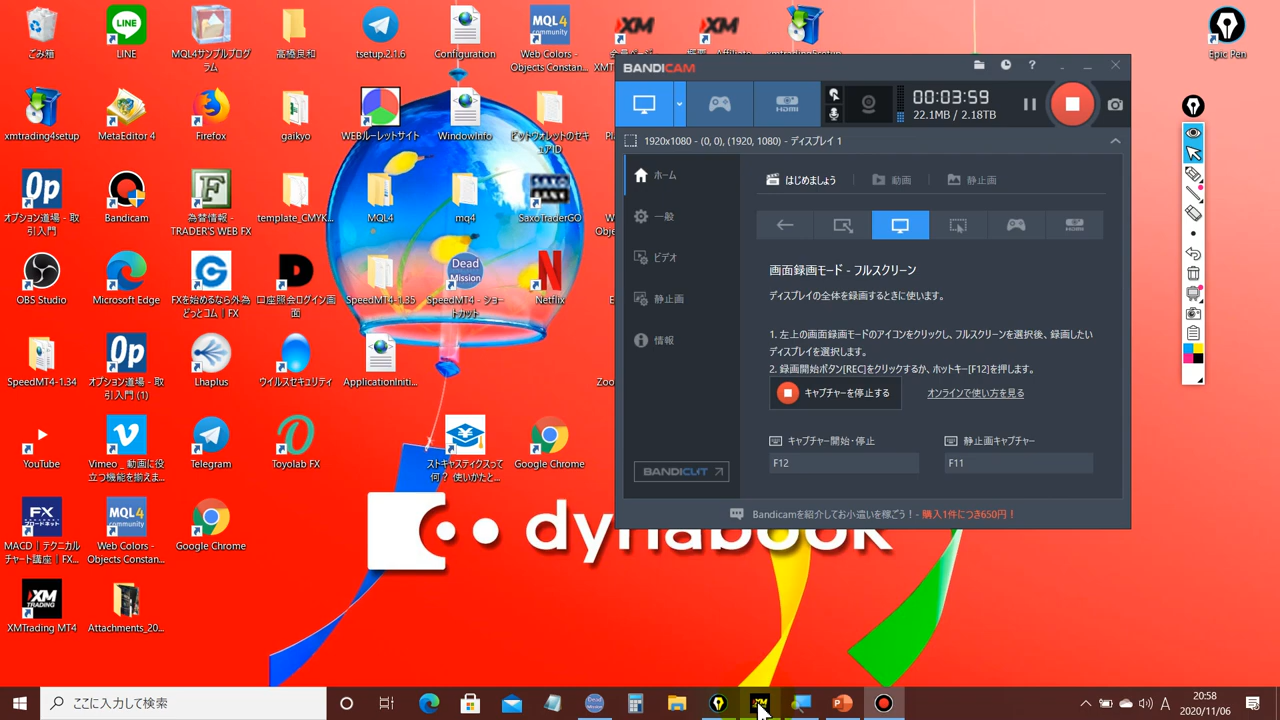 ごみ箱
LINE
MQL4サンプルプログ
ラム
高橋良和
tsetup.2.1.6
Configuration
Web Colors -
Objects Constan...
Epic Pen
xmtrading4setup
MetaEditor 4
Firefox
gaikyo
WEBルーレットサイト
WindowInfo
ビットウォレットのセキ
ュアID
オプション道場 - 取
引入門
Bandicam
為替情報 -
TRADER'S WEB FX
template_CMYK...
MQL4
mq4
SaxoTraderGO
OBS Studio
Microsoft Edge
FXを始めるなら外為
どっとコム｜FX
口座照会ログイン画
面
SpeedMT4-1.35
Dead
Mission
SpeedMT4 - ショー
トカット
Netflix
SpeedMT4-1.34
オプション道場 - 取
引入門 (1)
Lhaplus
ウイルスセキュリティ
ApplicationIniti...
YouTube
Vimeo _ 動画に役
立つ機能を揃えま...
Telegram
Toyolab FX
ストキャスティクスって
何？ 使いかたと...
Google Chrome
MACD｜テクニカル
チャート講座｜FX...
Web Colors -
Objects Constan...
Google Chrome
XMTrading MT4
Attachments_20...
dynabook
BANDICAM
00:03:59
22.1MB / 2.18TB
1920x1080 - (0, 0), (1920, 1080) - ディスプレイ 1
ホーム
一般
ビデオ
静止画
情報
BANDICUT
はじめましょう
動画
静止画
画面録画モード - フルスクリーン
ディスプレイの全体を録画するときに使います。
1. 左上の画面録画モードのアイコンをクリックし、フルスクリーンを選択後、録画したい
ディスプレイを選択します。
2. 録画開始ボタン[REC]をクリックするか、ホットキー[F12]を押します。
キャプチャーを停止する
オンラインで使い方を見る
キャプチャー開始・停止
静止画キャプチャー
F12
F11
Bandicamを紹介してお小遣いを稼ごう！ - 購入1件につき650円！
ここに入力して検索
A
20:58
2020/11/06